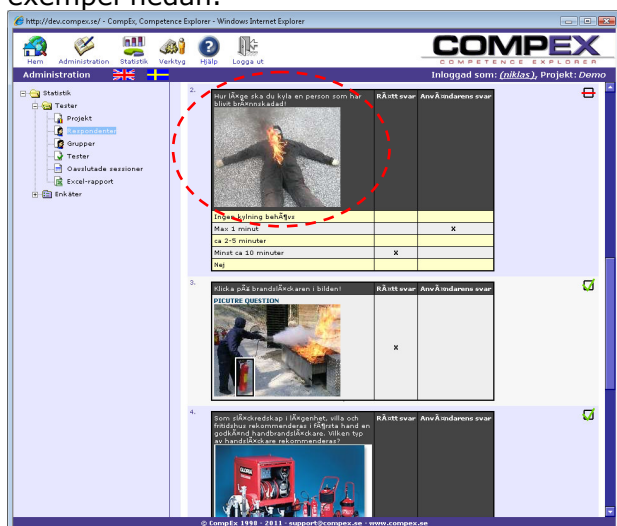 exemper nedan.
http://dev.compex.se/ - CompEx, Competence Explorer - Windows Internet Explorer
Hem Administration Statistik Verktyg Hjälp Logga ut
COMPEX
COMPETENCE EXPLORER
Administration Inloggad som: (niklas), Projekt: Demo
Statistik
Tester
Projekt
Respondenter
Grupper
Tester
Oavslutade sessioner
Excel-rapport
Enkäter
2.
Hur lÃ¤nge ska du kyla en person som har
blivit brÃ¤nnskadad!
RÃ¤tt svar AnvÃ¤ndarens svar
Ingen kylning behÃ¶vs
Max 1 minut x
ca 2-5 minuter
Minst ca 10 minuter x
Nej
3.
Klicka pÃ¥ brandslÃ¤ckaren i bilden! RÃ¤tt svar AnvÃ¤ndarens svar
PICUTRE QUESTION
x
4.
Som slÃ¤ckredskap i lÃ¤genhet, villa och
fritidshus rekommenderas i fÃ¶rsta hand en
godkÃ¤nd handbrandslÃ¤ckare. Vilken typ
av handslÃ¤ckare rekommenderas?
RÃ¤tt svar AnvÃ¤ndarens svar
GLORIA
© CompEx 1998 - 2011 - support@compex.se - www.compex.se